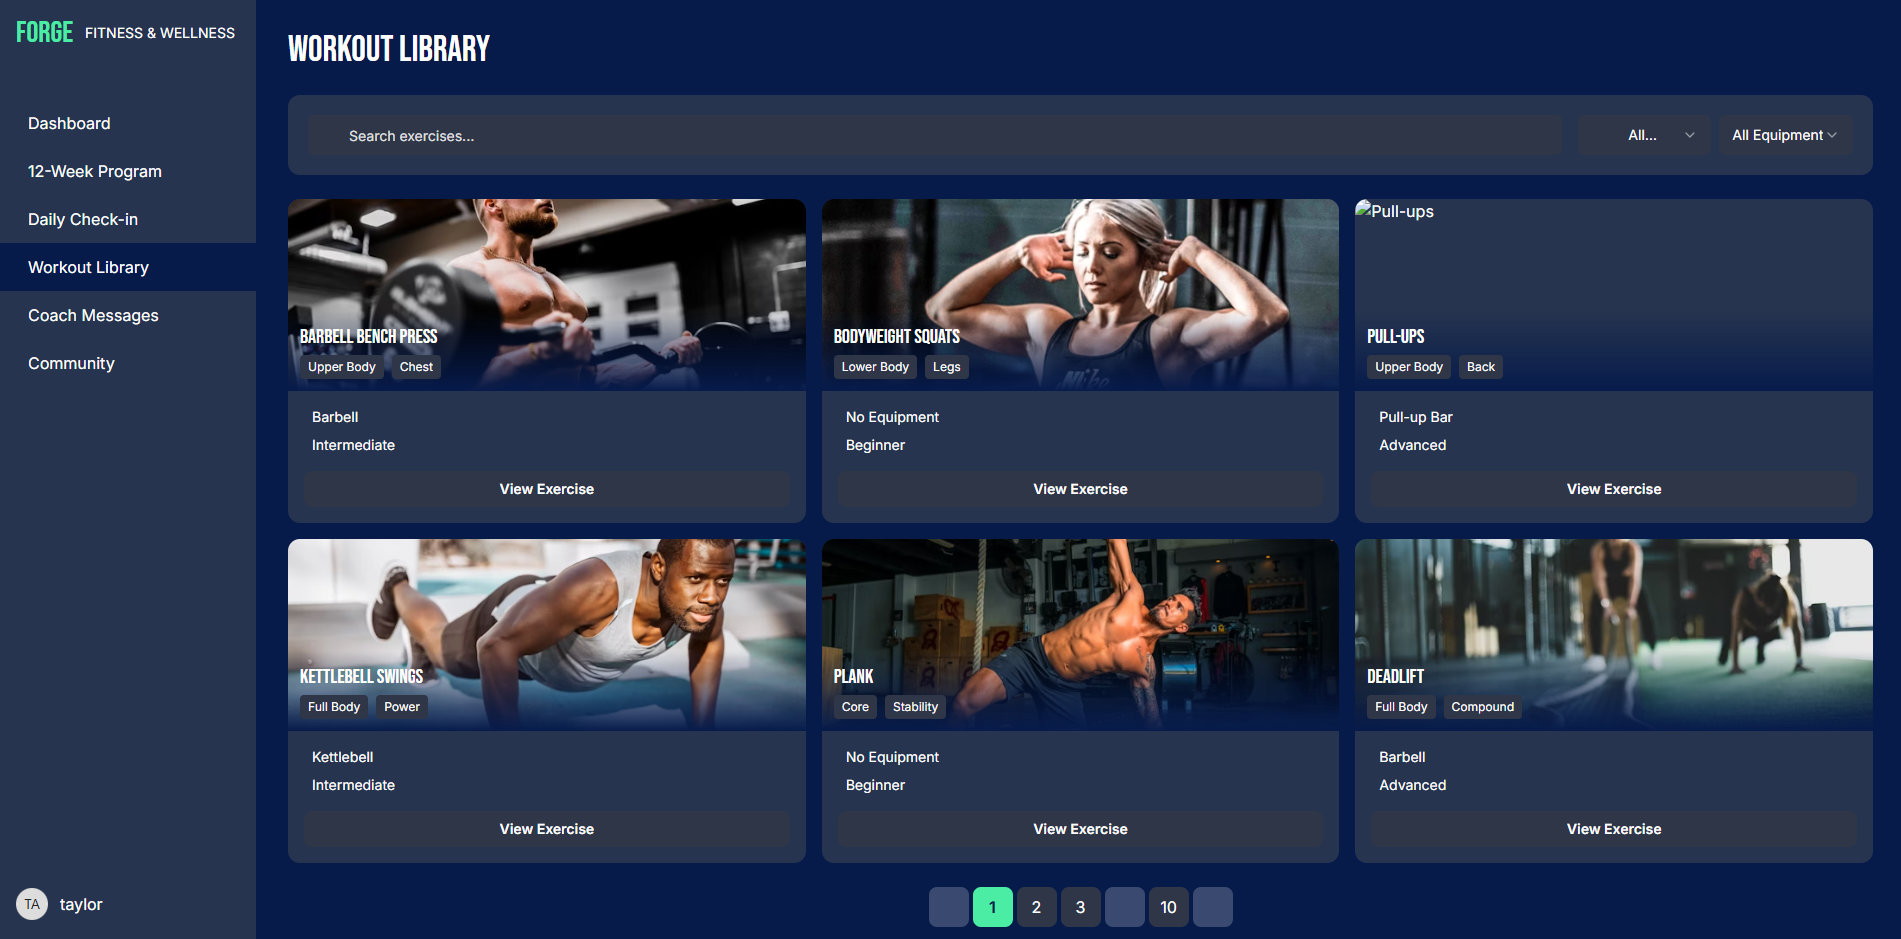 FORGE FITNESS & WELLNESS
Dashboard
12-Week Program
Daily Check-in
Workout Library
Coach Messages
Community
TA taylor
WORKOUT LIBRARY
Search exercises...
All...
All Equipment
BARBELL BENCH PRESS
Upper Body Chest
Barbell
Intermediate
View Exercise
BODYWEIGHT SQUATS
Lower Body Legs
Nike
No Equipment
Beginner
View Exercise
Pull-ups
PULL-UPS
Upper Body Back
Pull-up Bar
Advanced
View Exercise
KETTLEBELL SWINGS
Full Body Power
Kettlebell
Intermediate
View Exercise
PLANK
Core Stability
No Equipment
Beginner
View Exercise
DEADLIFT
Full Body Compound
Barbell
Advanced
View Exercise
1 2 3 10